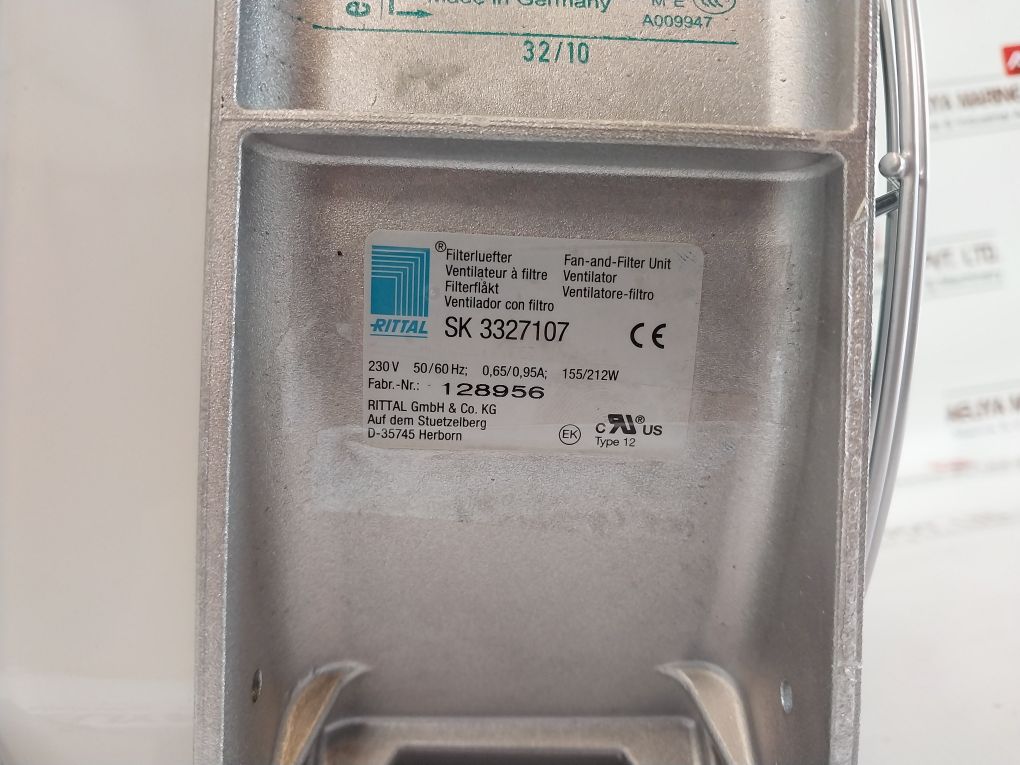 Made in Germany
M E
A009947
32/10
® Filterluefter
Ventilateur à filtre
Filterfläkt
Ventilador con filtro
Fan-and-Filter Unit
Ventilator
Ventilatore-filtro
RITTAL
SK 3327107
CE
230 V 50/60 Hz; 0,65/0,95A; 155/212W
Fabr.-Nr.: 128956
RITTAL GmbH & Co. KG
Auf dem Stuetzelberg
D-35745 Herborn
EK
C RU® US
Type 12